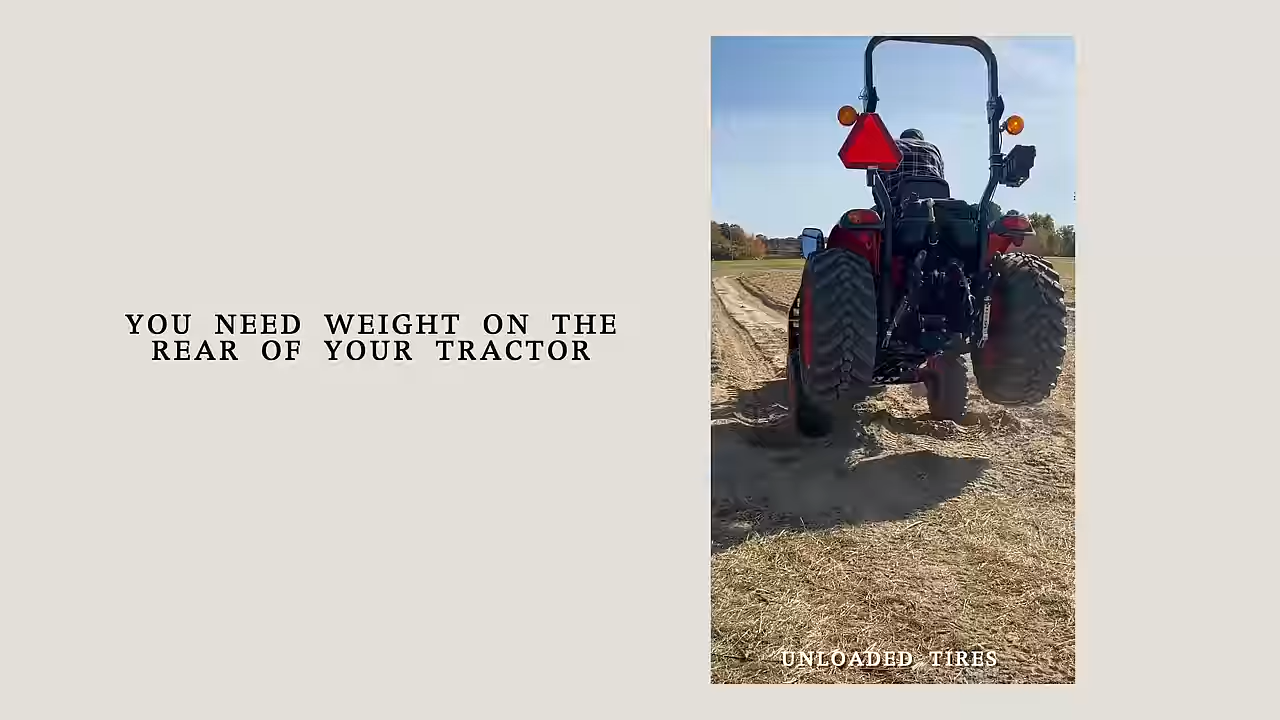 YOU NEED WEIGHT ON THE
REAR OF YOUR TRACTOR
UNLOADED TIRES